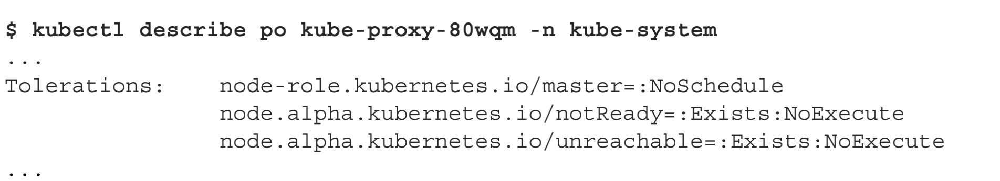 $ kubectl describe po kube-proxy-80wqm -n kube-system
...
Tolerations:    node-role.kubernetes.io/master=:NoSchedule
                node.alpha.kubernetes.io/notReady=:Exists:NoExecute
                node.alpha.kubernetes.io/unreachable=:Exists:NoExecute
...